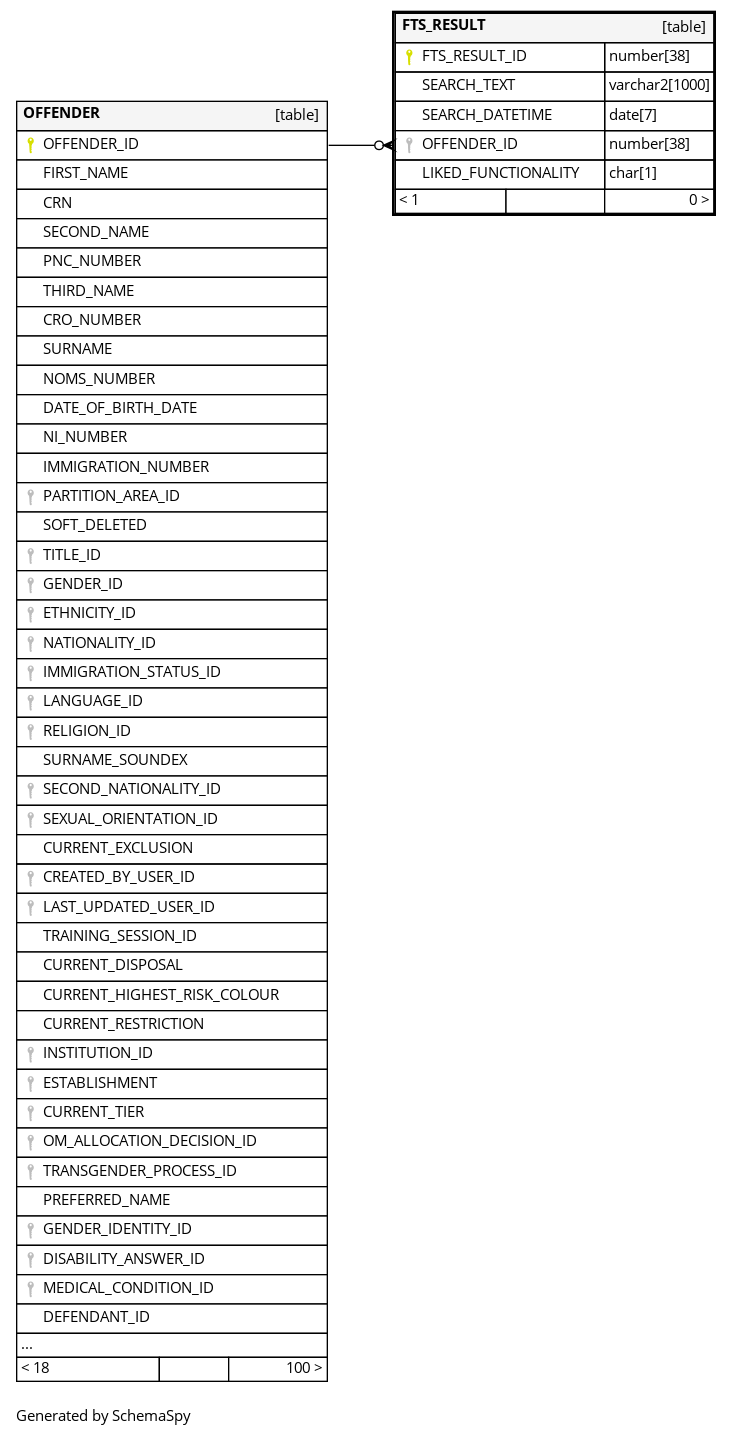 FTS_RESULT [table]
FTS_RESULT_ID number[38]
SEARCH_TEXT varchar2[1000]
SEARCH_DATETIME date[7]
OFFENDER_ID number[38]
LIKED_FUNCTIONALITY char[1]
< 1 0 >
OFFENDER [table]
OFFENDER_ID
FIRST_NAME
CRN
SECOND_NAME
PNC_NUMBER
THIRD_NAME
CRO_NUMBER
SURNAME
NOMS_NUMBER
DATE_OF_BIRTH_DATE
NI_NUMBER
IMMIGRATION_NUMBER
PARTITION_AREA_ID
SOFT_DELETED
TITLE_ID
GENDER_ID
ETHNICITY_ID
NATIONALITY_ID
IMMIGRATION_STATUS_ID
LANGUAGE_ID
RELIGION_ID
SURNAME_SOUNDEX
SECOND_NATIONALITY_ID
SEXUAL_ORIENTATION_ID
CURRENT_EXCLUSION
CREATED_BY_USER_ID
LAST_UPDATED_USER_ID
TRAINING_SESSION_ID
CURRENT_DISPOSAL
CURRENT_HIGHEST_RISK_COLOUR
CURRENT_RESTRICTION
INSTITUTION_ID
ESTABLISHMENT
CURRENT_TIER
OM_ALLOCATION_DECISION_ID
TRANSGENDER_PROCESS_ID
PREFERRED_NAME
GENDER_IDENTITY_ID
DISABILITY_ANSWER_ID
MEDICAL_CONDITION_ID
DEFENDANT_ID
...
< 18 100 >
Generated by SchemaSpy